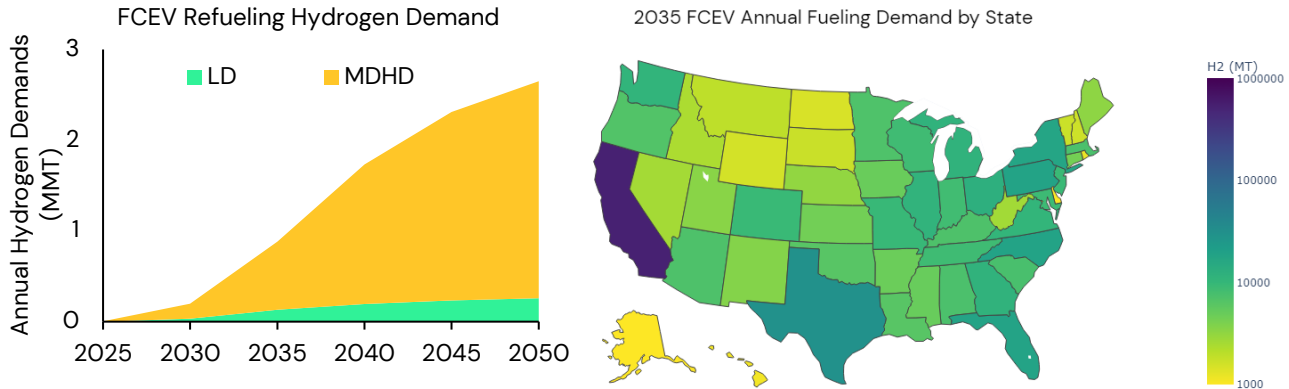 FCEV Refueling Hydrogen Demand
Annual Hydrogen Demands
(MMT)
3
2
1
0
LD
MDHD
2025 2030 2035 2040 2045 2050
2035 FCEV Annual Fueling Demand by State
H2 (MT)
1000000
100000
10000
1000